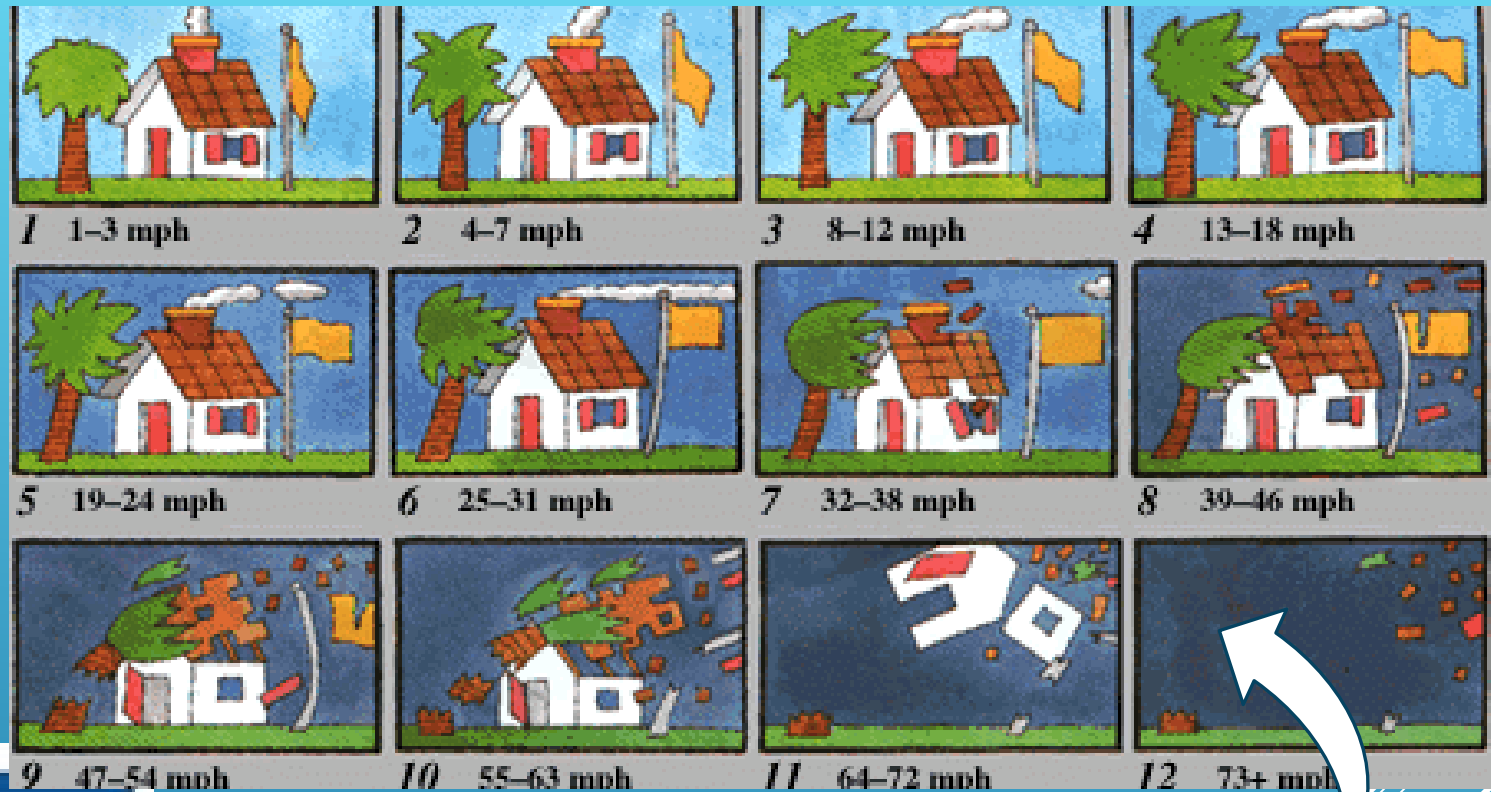 1 1–3 mph 2 4–7 mph 3 8–12 mph 4 13–18 mph
5 19–24 mph 6 25–31 mph 7 32–38 mph 8 39–46 mph
9 47–54 mph 10 55–63 mph 11 64–72 mph 12 73+ mph